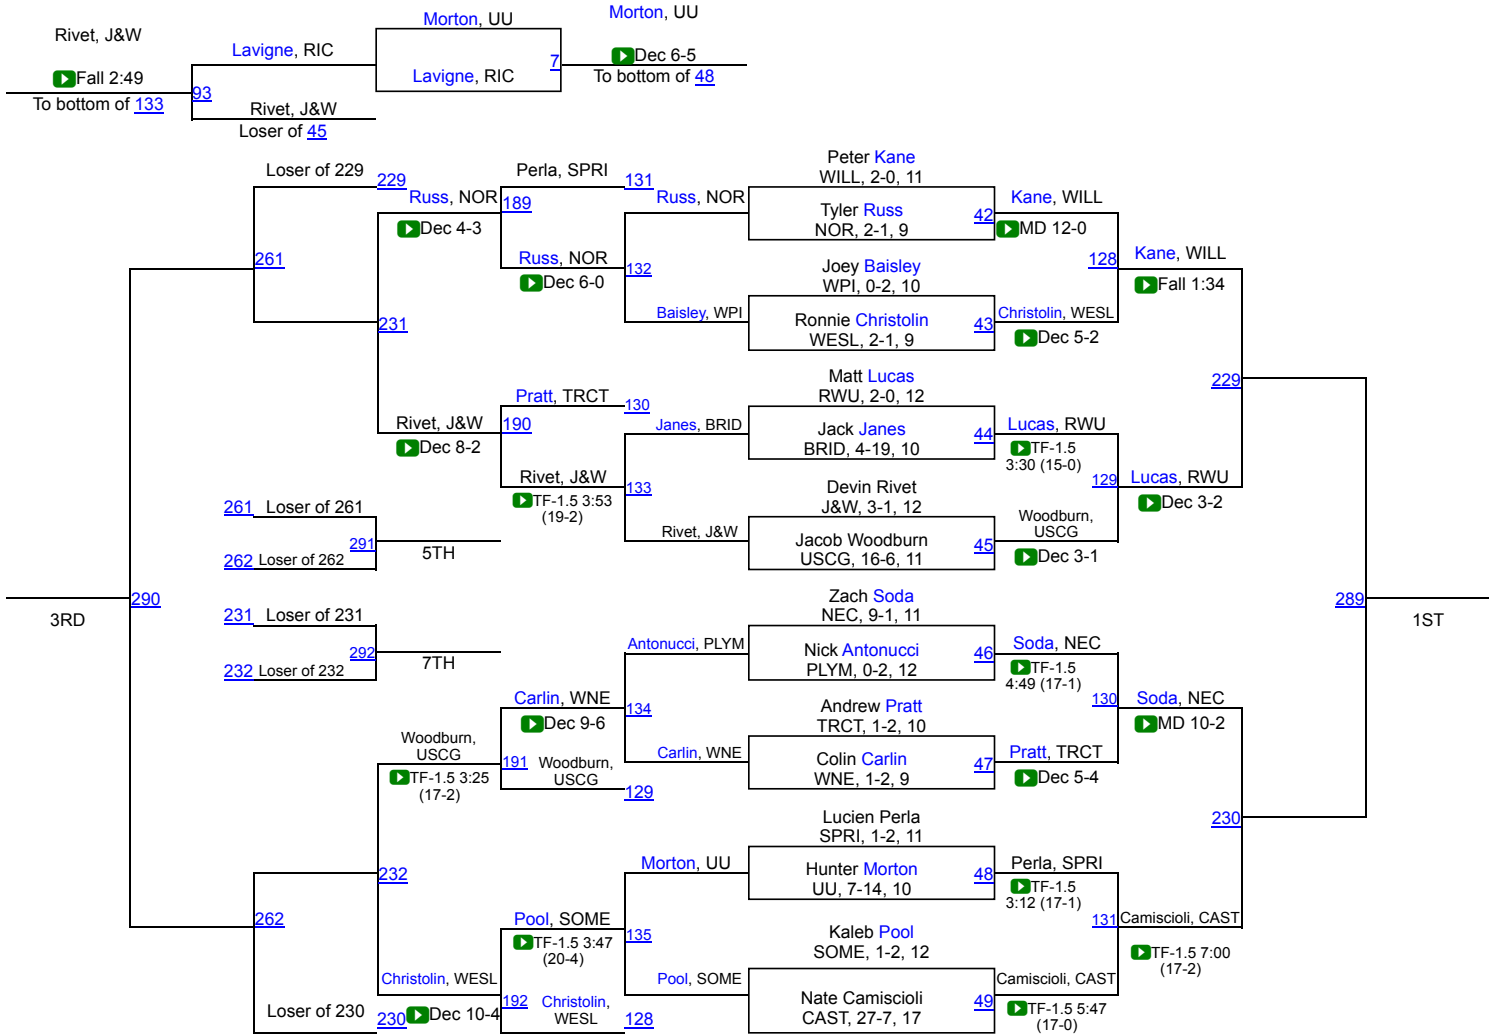 Morton, UU
Morton, UU
Rivet, J&W
Lavigne, RIC
Fall 2:49
Lavigne, RIC
7
Dec 6-5
To bottom of 48
To bottom of 133
93
Rivet, J&W
Loser of 45
Loser of 229
229
Perla, SPRI
131
Peter Kane
WILL, 2-0, 11
Russ, NOR
189
Russ, NOR
Tyler Russ
NOR, 2-1, 9
42
Kane, WILL
MD 12-0
Dec 4-3
261
Russ, NOR
Dec 6-0
132
Joey Baisley
WPI, 0-2, 10
128
Kane, WILL
Fall 1:34
231
Baisley, WPI
Ronnie Christolin
WESL, 2-1, 9
43
Christolin, WESL
Dec 5-2
Matt Lucas
RWU, 2-0, 12
229
Pratt, TRCT
130
Rivet, J&W
190
Dec 8-2
Janes, BRID
Jack Janes
BRID, 4-19, 10
44
Lucas, RWU
TF-1.5
3:30 (15-0)
Rivet, J&W
TF-1.5 3:53
(19-2)
133
Devin Rivet
J&W, 3-1, 12
129
Lucas, RWU
Dec 3-2
261
Loser of 261
Rivet, J&W
Jacob Woodburn
USCG, 16-6, 11
45
Woodburn,
USCG
Dec 3-1
291
5TH
262
Loser of 262
290
3RD
Zach Soda
NEC, 9-1, 11
289
1ST
231
Loser of 231
292
7TH
232
Loser of 232
Antonucci, PLYM
Nick Antonucci
PLYM, 0-2, 12
46
Soda, NEC
TF-1.5
4:49 (17-1)
Carlin, WNE
Dec 9-6
134
Andrew Pratt
TRCT, 1-2, 10
130
Soda, NEC
MD 10-2
Woodburn,
USCG
TF-1.5 3:25
(17-2)
191
Woodburn,
USCG
129
Carlin, WNE
Colin Carlin
WNE, 1-2, 9
47
Pratt, TRCT
Dec 5-4
Lucien Perla
SPRI, 1-2, 11
230
232
Morton, UU
Hunter Morton
UU, 7-14, 10
48
Perla, SPRI
TF-1.5
3:12 (17-1)
262
Pool, SOME
TF-1.5 3:47
(20-4)
135
Kaleb Pool
SOME, 1-2, 12
131
Camiscioli, CAST
TF-1.5 7:00
(17-2)
Christolin, WESL
192
Christolin,
WESL
128
Pool, SOME
Nate Camiscioli
CAST, 27-7, 17
49
Camiscioli, CAST
TF-1.5 5:47
(17-0)
Loser of 230
230
Dec 10-4